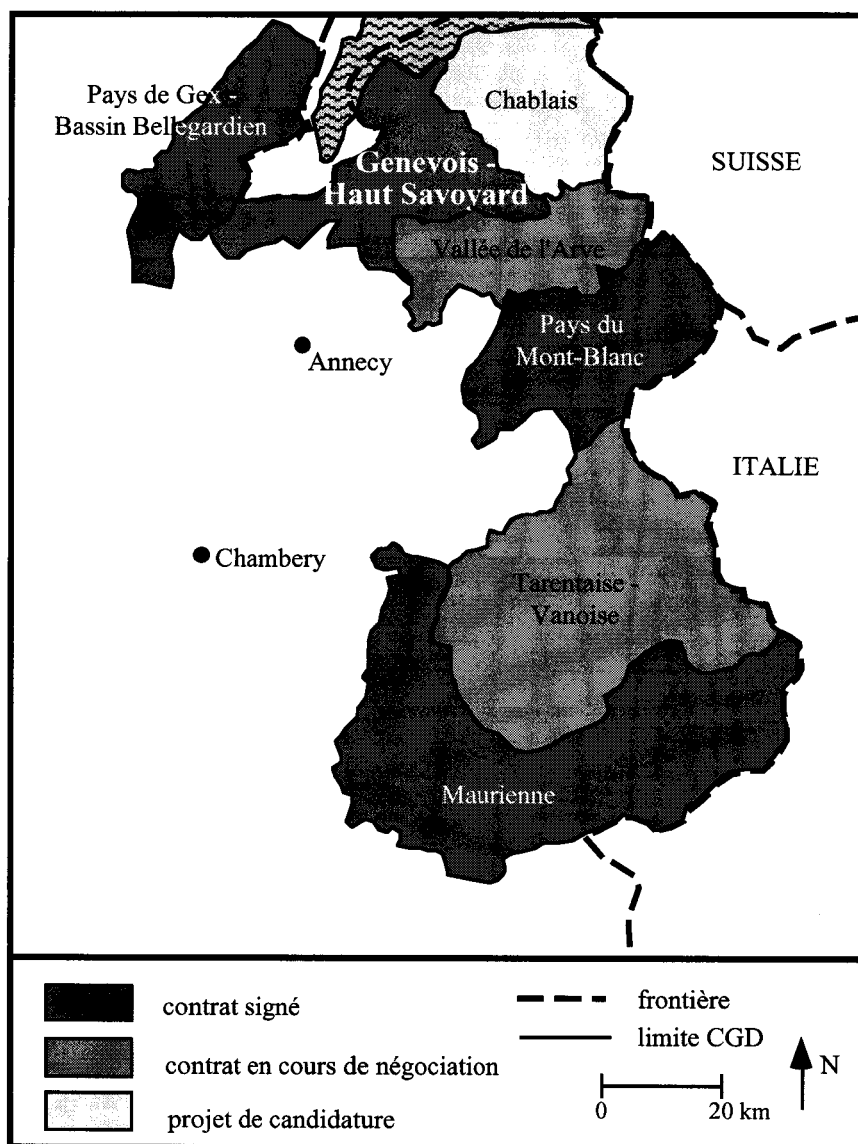 Pays de Gex -
Bassin Bellegardien
Chablais
SUISSE
Genevois -
Haut Savoyard
Vallée de l'Arve
Pays du
Mont-Blanc
Annecy
ITALIE
Chambery
Tarentaise -
Vanoise
Maurienne
contrat signé
contrat en cours de négociation
projet de candidature
frontière
limite CGD
N
0 20 km